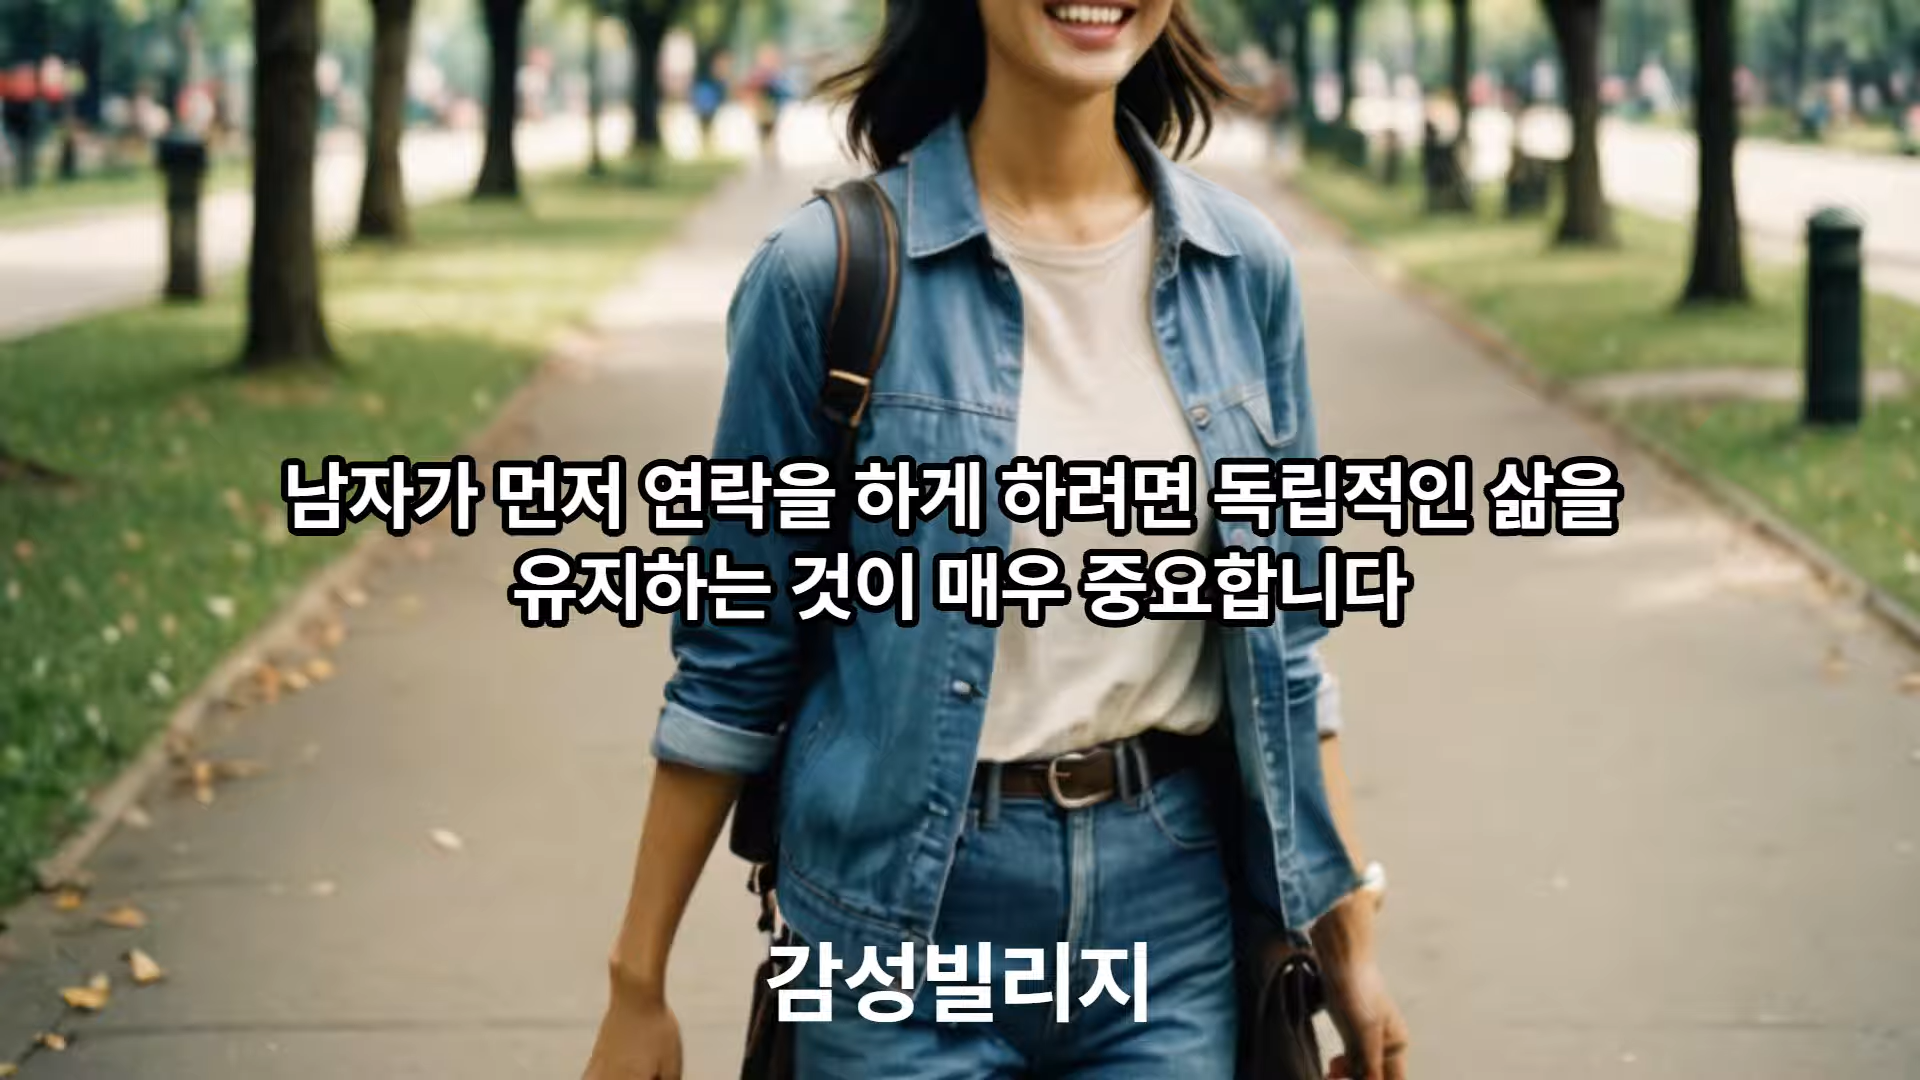 남자가 먼저 연락을 하게 하려면 독립적인 삶을
유지하는 것이 매우 중요합니다
감성빌리지